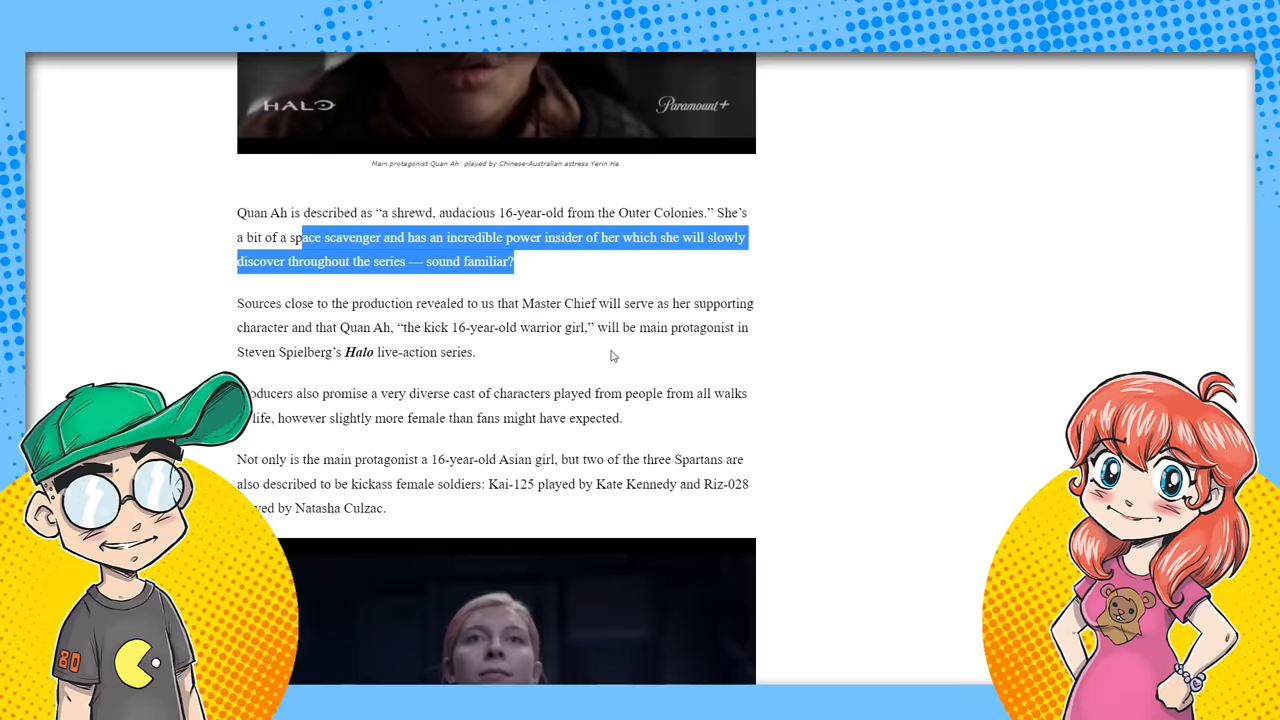 HALO
Paramount+
Main protagonist Quan Ah: played by Chinese-Australian actress Yerin Ha.
Quan Ah is described as “a shrewd, audacious 16-year-old from the Outer Colonies.” She’s
a bit of a space scavenger and has an incredible power insider of her which she will slowly
discover throughout the series — sound familiar?
Sources close to the production revealed to us that Master Chief will serve as her supporting
character and that Quan Ah, “the kick 16-year-old warrior girl,” will be main protagonist in
Steven Spielberg’s Halo live-action series.
oducers also promise a very diverse cast of characters played from people from all walks
life, however slightly more female than fans might have expected.
Not only is the main protagonist a 16-year-old Asian girl, but two of the three Spartans are
also described to be kickass female soldiers: Kai-125 played by Kate Kennedy and Riz-028
yed by Natasha Culzac.
80